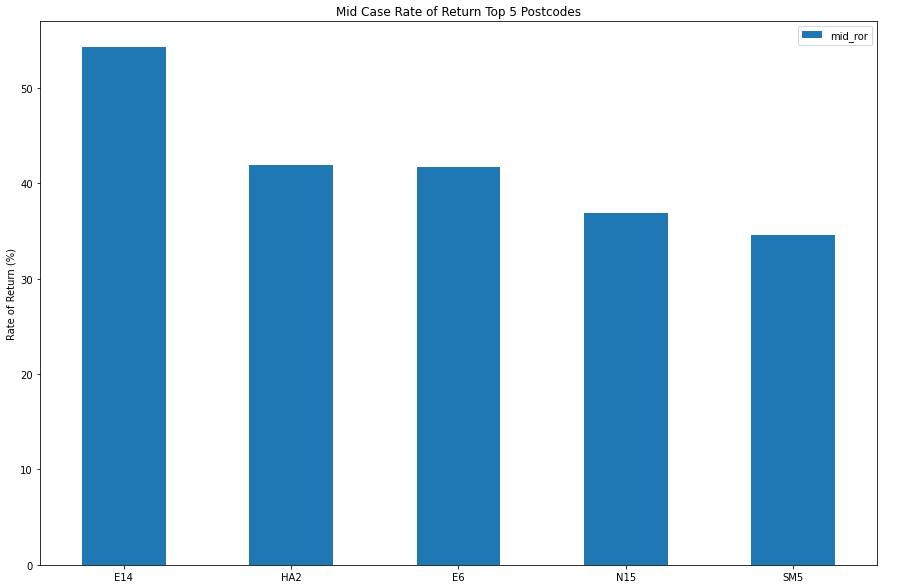 Mid Case Rate of Return Top 5 Postcodes
mid_ror
Rate of Return (%)
50
40
30
20
10
0
E14 HA2 E6 N15 SM5